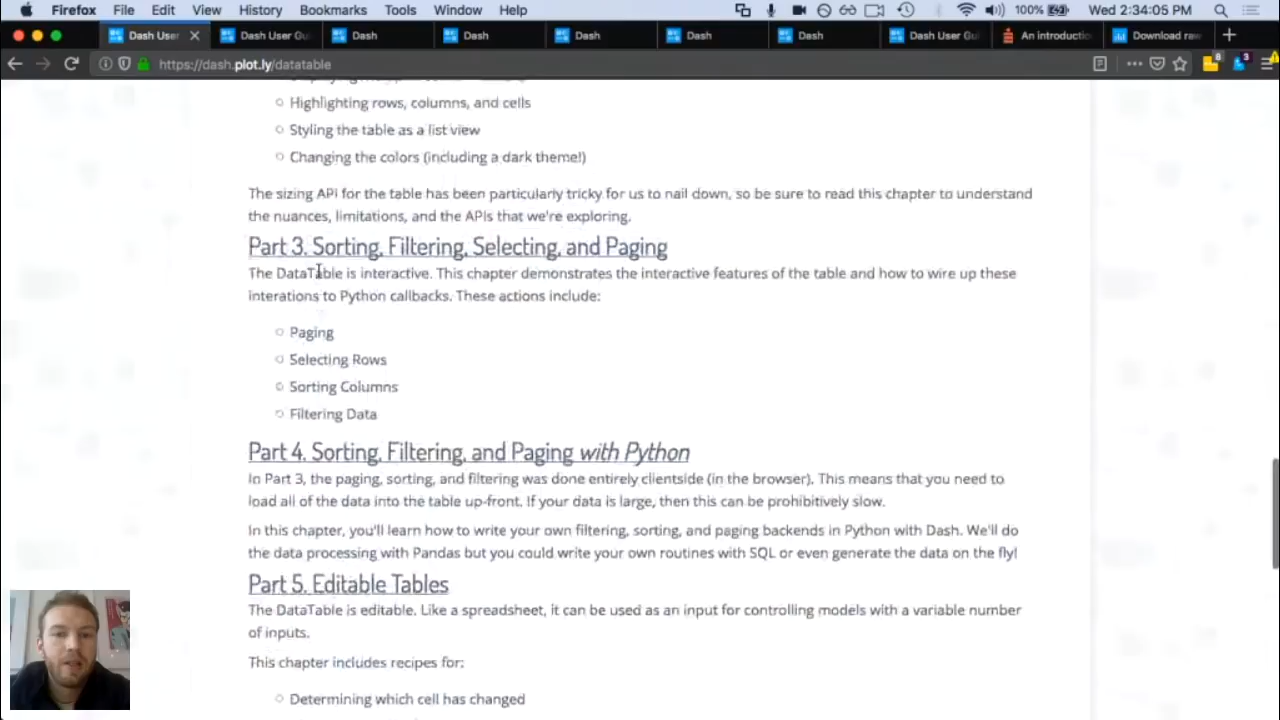 Firefox File Edit View History Bookmarks Tools Window Help 100% Wed 2:34:05 PM
Dash User Dash User Gu Dash Dash Dash Dash Dash Dash User Gui An introductio Download raw
https://dash.plot.ly/datatable 8 3
Highlighting rows, columns, and cells
Styling the table as a list view
Changing the colors (including a dark theme!)
The sizing API for the table has been particularly tricky for us to nail down, so be sure to read this chapter to understand
the nuances, limitations, and the APIs that we're exploring.
Part 3. Sorting, Filtering, Selecting, and Paging
The DataTable is interactive. This chapter demonstrates the interactive features of the table and how to wire up these
interations to Python callbacks. These actions include:
Paging
Selecting Rows
Sorting Columns
Filtering Data
Part 4. Sorting, Filtering, and Paging with Python
In Part 3, the paging, sorting, and filtering was done entirely clientside (in the browser). This means that you need to
load all of the data into the table up-front. If your data is large, then this can be prohibitively slow.
In this chapter, you'll learn how to write your own filtering, sorting, and paging backends in Python with Dash. We'll do
the data processing with Pandas but you could write your own routines with SQL or even generate the data on the fly!
Part 5. Editable Tables
The DataTable is editable. Like a spreadsheet, it can be used as an input for controlling models with a variable number
of inputs.
This chapter includes recipes for:
Determining which cell has changed